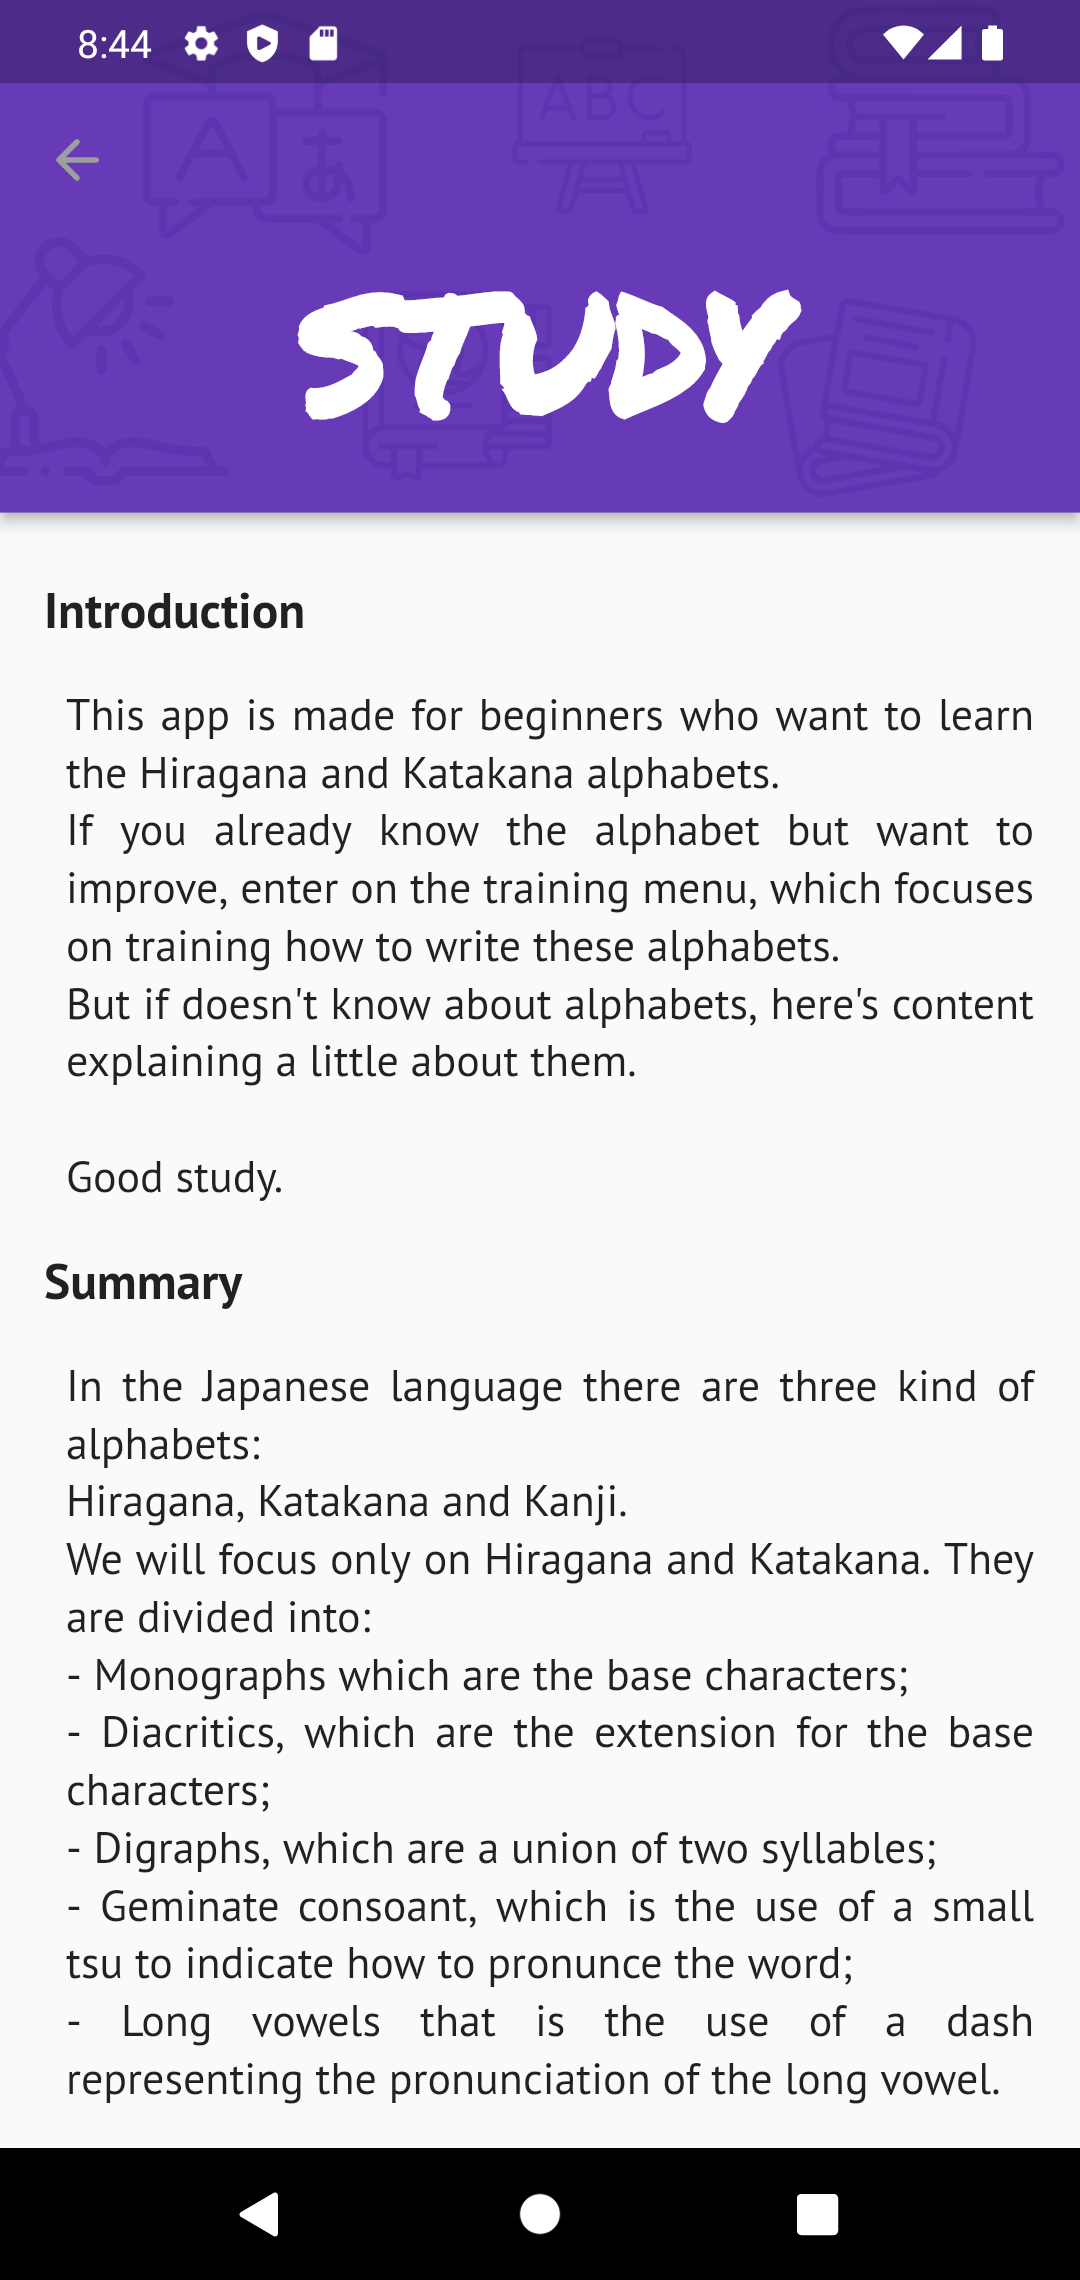 8:44
A あ
ABC
STUDY
Introduction
This app is made for beginners who want to learn
the Hiragana and Katakana alphabets.
If you already know the alphabet but want to
improve, enter on the training menu, which focuses
on training how to write these alphabets.
But if doesn't know about alphabets, here's content
explaining a little about them.
Good study.
Summary
In the Japanese language there are three kind of
alphabets:
Hiragana, Katakana and Kanji.
We will focus only on Hiragana and Katakana. They
are divided into:
- Monographs which are the base characters;
- Diacritics, which are the extension for the base
characters;
- Digraphs, which are a union of two syllables;
- Geminate consoant, which is the use of a small
tsu to indicate how to pronunce the word;
- Long vowels that is the use of a dash
representing the pronunciation of the long vowel.